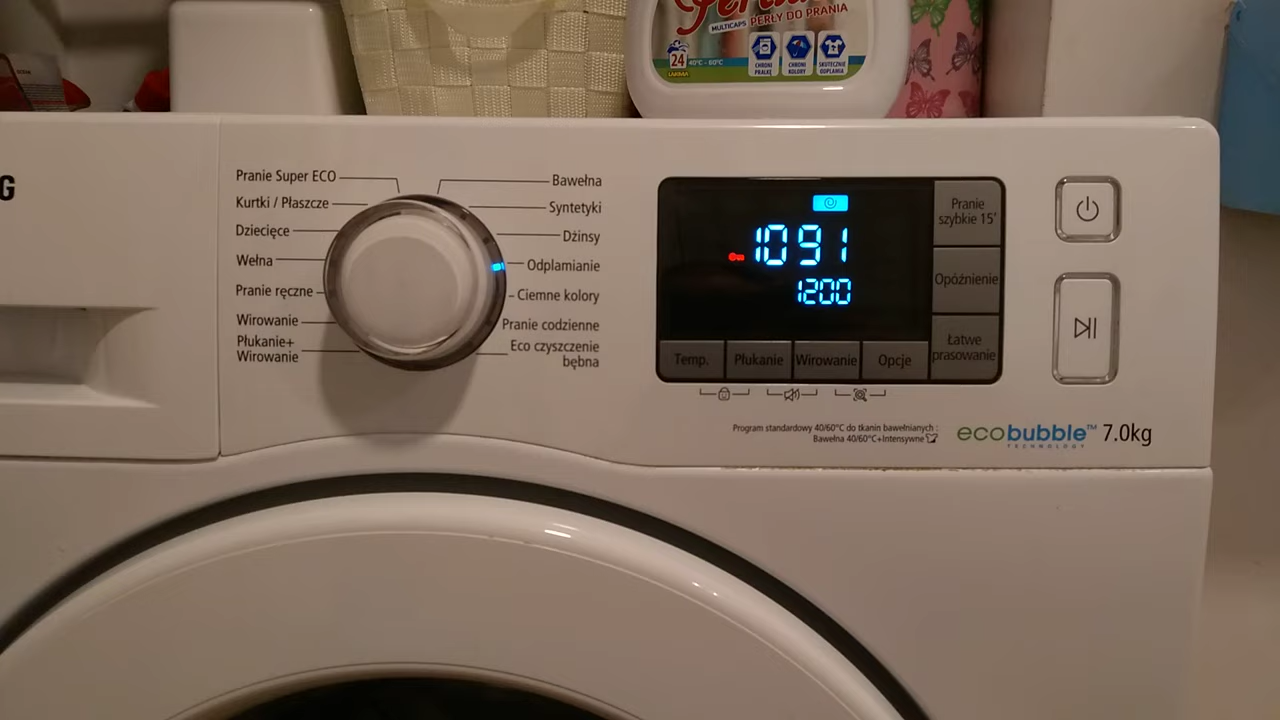 MULTICAPS PERŁY DO PRANIA
24
40°C - 60°C
CHRONI PRALKĘ
CHRONI KOLORY
SKUTECZNIE ODPLAMIA
G
Pranie Super ECO
Kurtki / Płaszcze
Dziecięce
Wełna
Pranie ręczne
Wirowanie
Płukanie+
Wirowanie
Bawełna
Syntetyki
Dżinsy
Odplamianie
Ciemne kolory
Pranie codzienne
Eco czyszczenie
bębna
1091
1200
Pranie
szybkie 15'
Opóźnienie
Łatwe
prasowanie
Temp.
Płukanie
Wirowanie
Opcje
Program standardowy 40/60°C do tkanin bawełnianych :
Bawełna 40/60°C+Intensywne
ecobubble™ 7.0kg
TECHNOLOGY